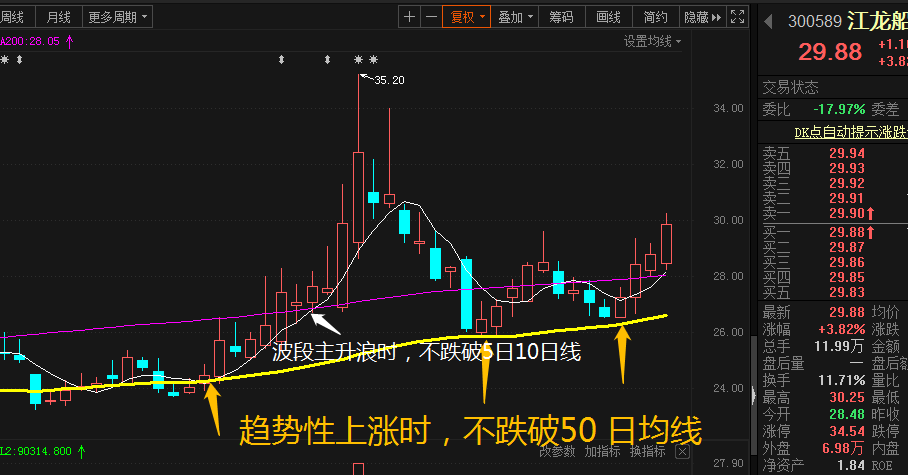 周线 月线 更多周期 复权 叠加 筹码 画线 简约 隐藏
A200:28.05 ↑ 设置均线
35.20
34.00
32.00
30.00
28.00
26.00
24.00
波段主升浪时，不跌破5日10日线
趋势性上涨时，不跌破50 日均线
L2:90314.800 ↑ 改参数 加指标 换指标
27.90
300589 江龙船
29.88 +1.1
+3.8
交易状态
委比 -17.97% 委差
DK点自动提示涨跌
卖五 29.94
卖四 29.93
卖三 29.92
卖二 29.91
卖一 29.90↑
买一 29.88↑
买二 29.87
买三 29.86
买四 29.85
买五 29.83
最新 29.88 均价
涨幅 +3.82% 涨跌
总手 11.99万 金额
盘后量 — 盘后额
换手 11.71% 量比
最高 30.25 最低
今开 28.48 昨收
涨停 34.54 跌停
外盘 6.98万 内盘
净资产 1.84 ROE